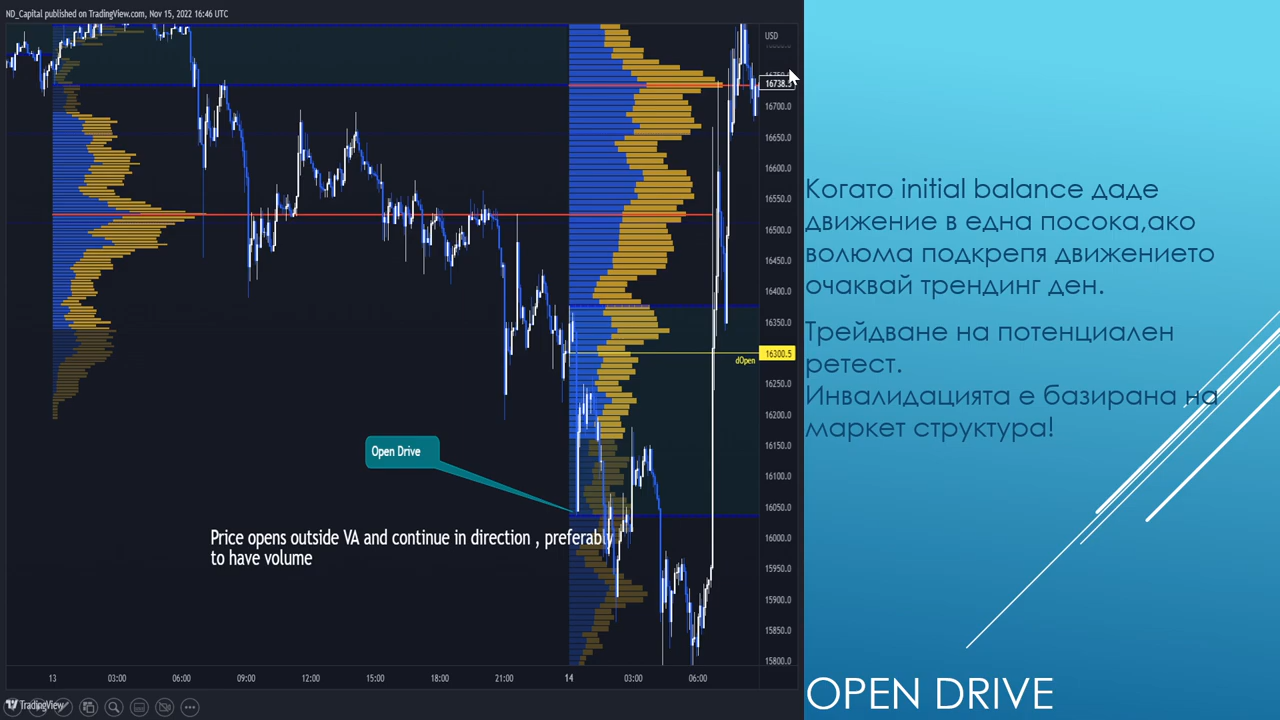 ND_Capital published on TradingView.com, Nov 15, 2022 16:46 UTC
USD
16738.5
16700.0
16650.0
16600.0
16550.0
16500.0
16450.0
16400.0
16350.0
16300.5
dOpen
16250.0
16200.0
16150.0
16100.0
16050.0
16000.0
15950.0
15900.0
15850.0
15800.0
Open Drive
Price opens outside VA and continue in direction , preferably
to have volume
13 03:00 06:00 09:00 12:00 15:00 18:00 21:00 14 03:00 06:00
TradingView
Когато initial balance даде
движение в една посока,ако
волюма подкрепя движението
очаквай трендинг ден.
Трейдване на потенциален
ретест.
Инвалидацията е базирана на
маркет структура!
OPEN DRIVE